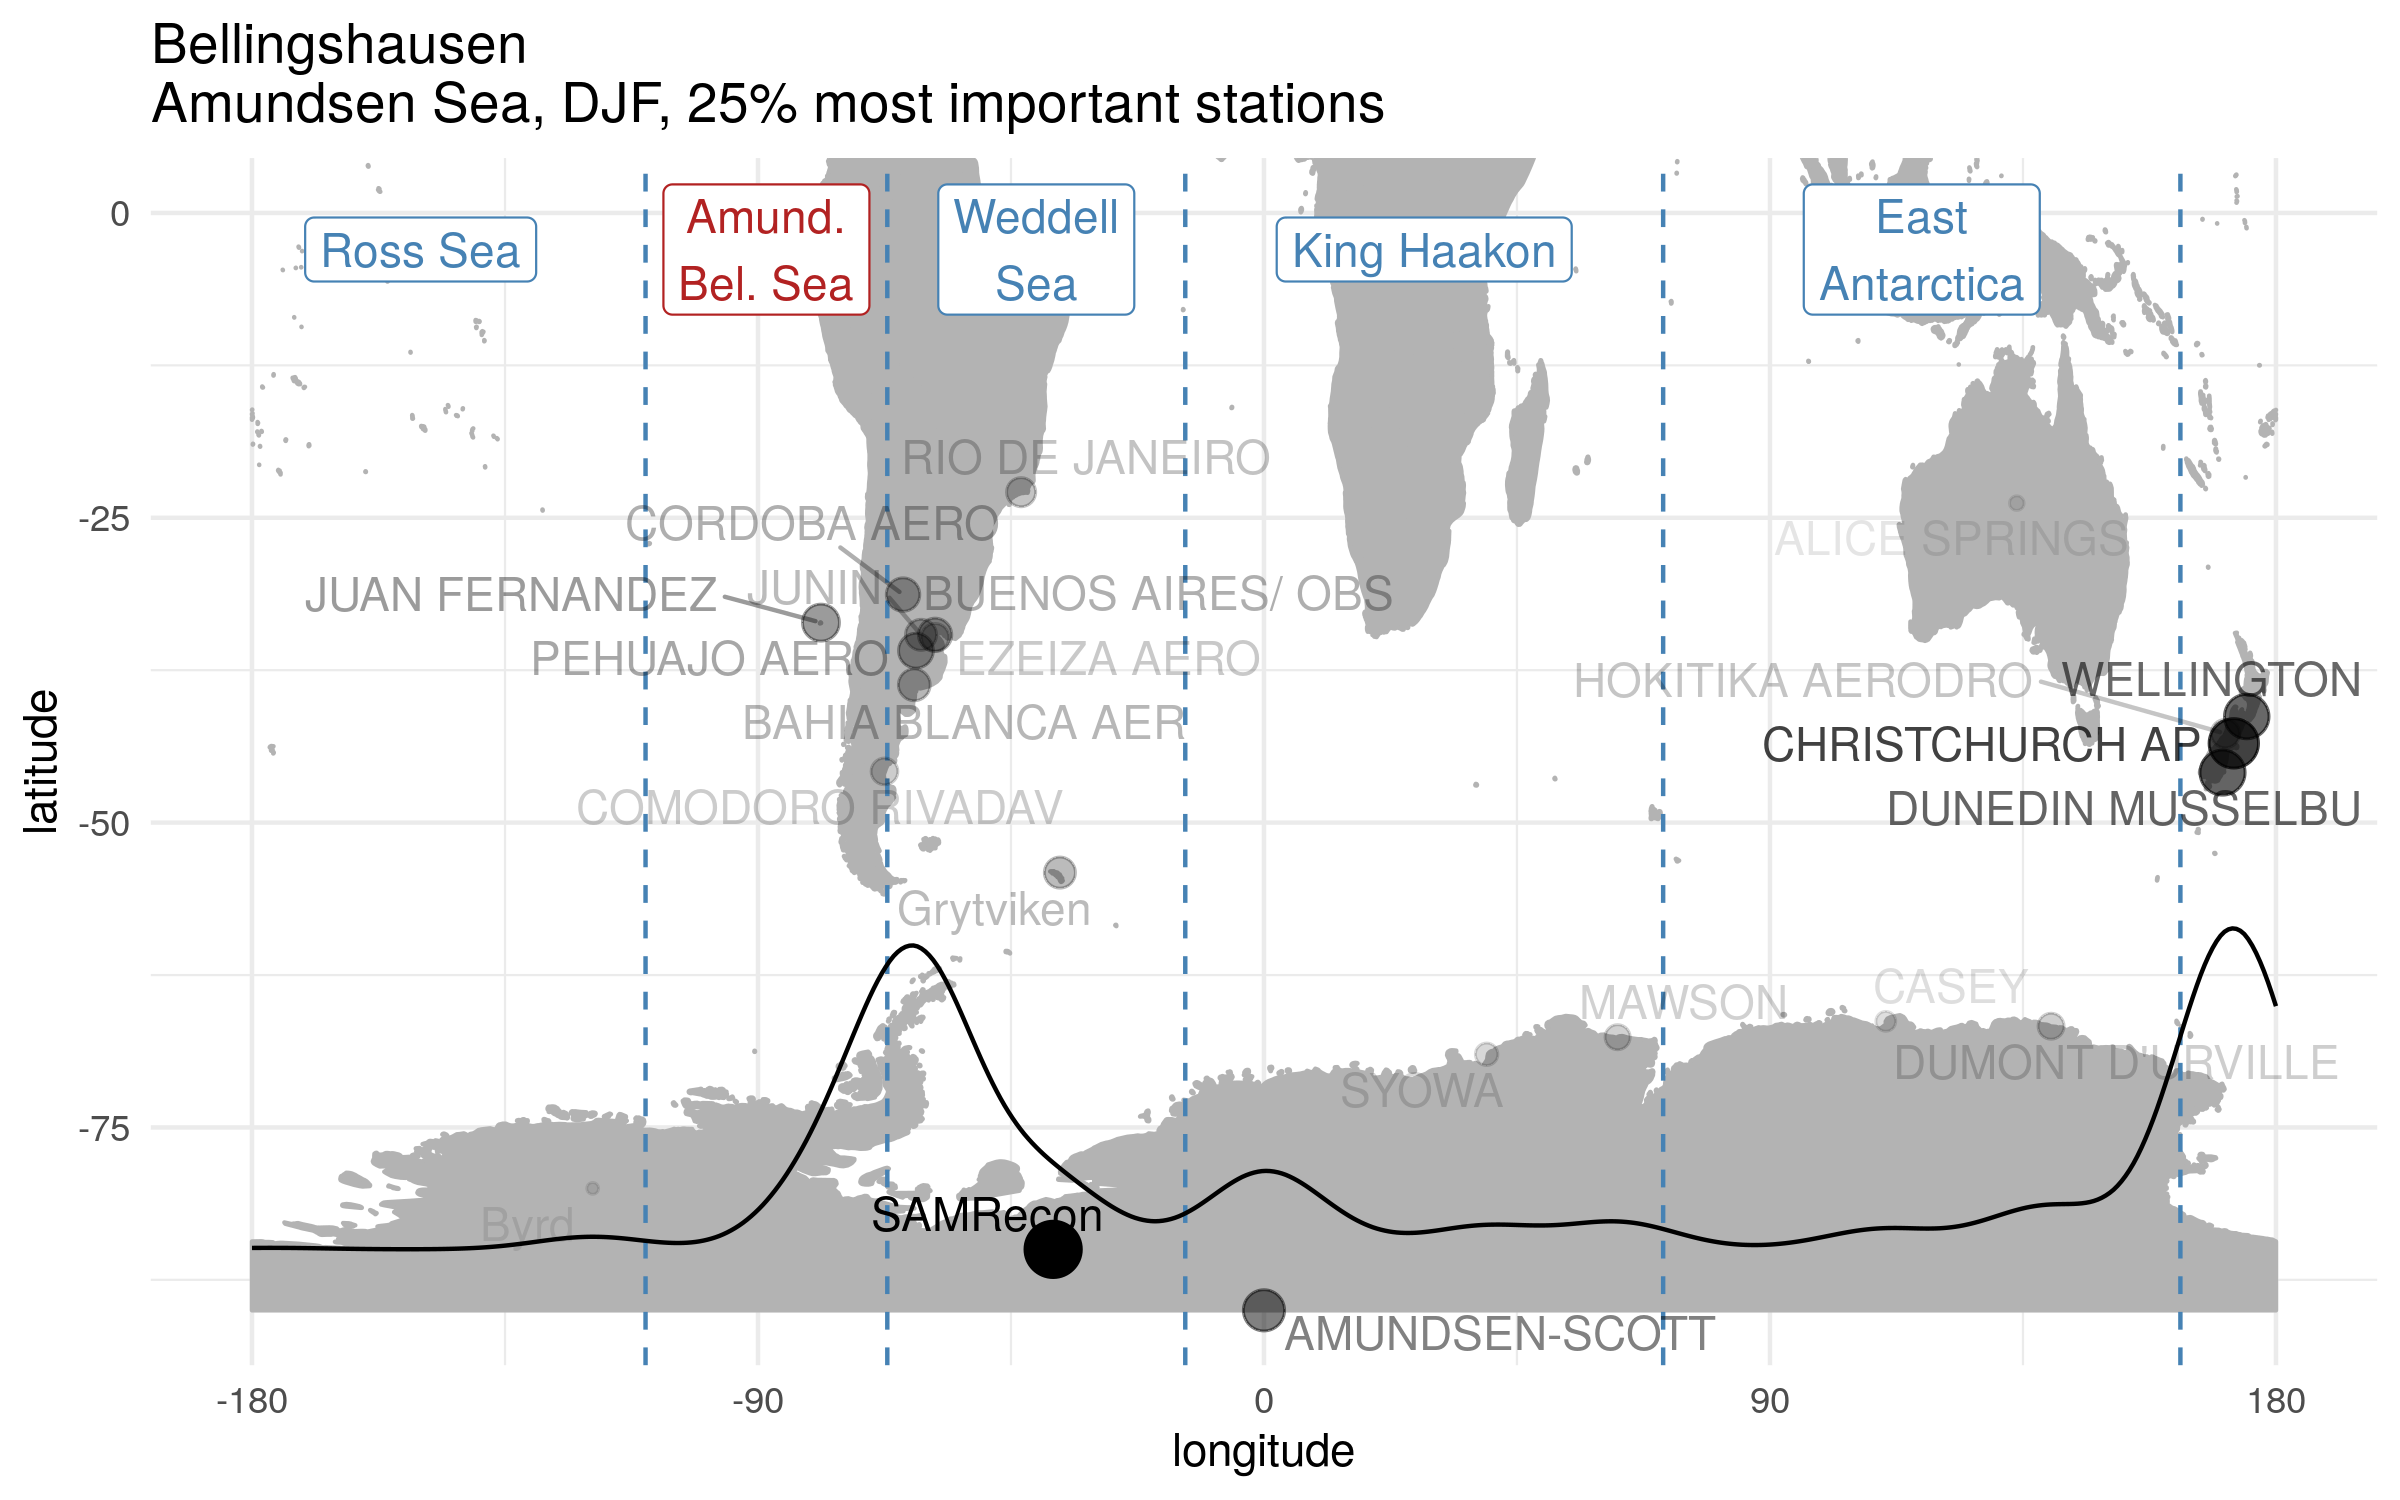 Bellingshausen
Amundsen Sea, DJF, 25% most important stations
0
Ross Sea
Amund.
Bel. Sea
Weddell
Sea
King Haakon
East
Antarctica
RIO DE JANEIRO
-25
CORDOBA AERO
ALICE SPRINGS
JUAN FERNANDEZ
JUNIN
BUENOS AIRES/ OBS
PEHUAJO AERO
EZEIZA AERO
HOKITIKA AERODRO
WELLINGTON
BAHIA BLANCA AER
CHRISTCHURCH AP
COMODORO RIVADAV
DUNEDIN MUSSELBU
-50
Grytviken
MAWSON
CASEY
SYOWA
DUMONT D'URVILLE
-75
Byrd
SAMRecon
AMUNDSEN-SCOTT
-180
-90
0
90
180
longitude
latitude